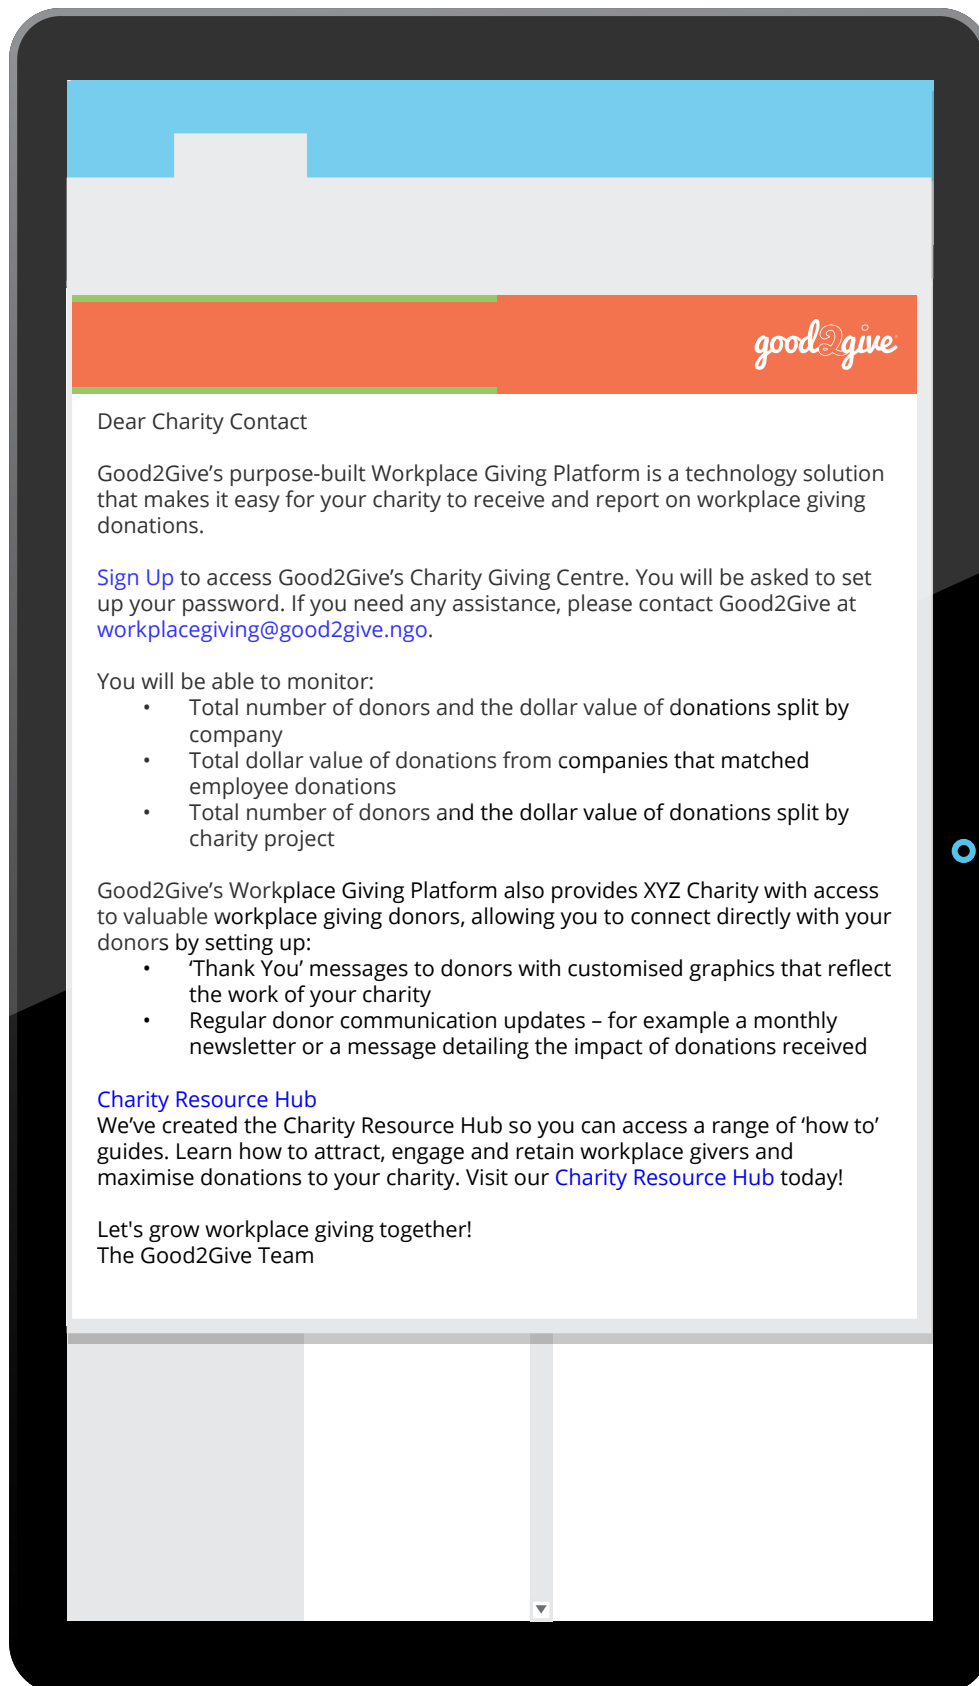 good2give
Dear Charity Contact
Good2Give’s purpose-built Workplace Giving Platform is a technology solution
that makes it easy for your charity to receive and report on workplace giving
donations.
Sign Up to access Good2Give’s Charity Giving Centre. You will be asked to set
up your password. If you need any assistance, please contact Good2Give at
workplacegiving@good2give.ngo.
You will be able to monitor:
• Total number of donors and the dollar value of donations split by
company
• Total dollar value of donations from companies that matched
employee donations
• Total number of donors and the dollar value of donations split by
charity project
Good2Give’s Workplace Giving Platform also provides XYZ Charity with access
to valuable workplace giving donors, allowing you to connect directly with your
donors by setting up:
• ‘Thank You’ messages to donors with customised graphics that reflect
the work of your charity
• Regular donor communication updates – for example a monthly
newsletter or a message detailing the impact of donations received
Charity Resource Hub
We’ve created the Charity Resource Hub so you can access a range of ‘how to’
guides. Learn how to attract, engage and retain workplace givers and
maximise donations to your charity. Visit our Charity Resource Hub today!
Let's grow workplace giving together!
The Good2Give Team